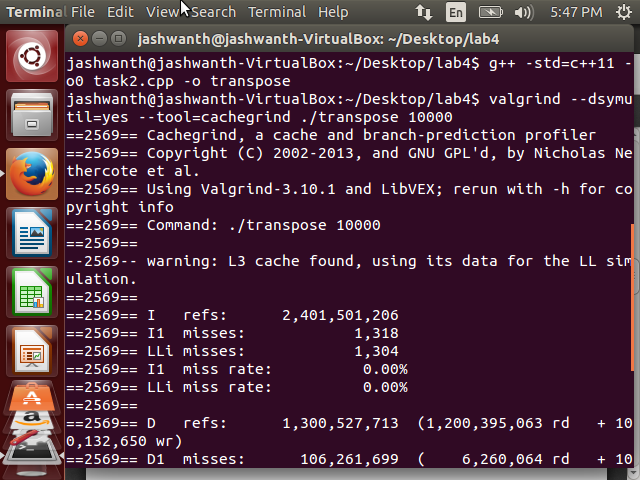 Terminal File Edit View Search Terminal Help En 5:47 PM
jashwanth@jashwanth-VirtualBox: ~/Desktop/lab4
jashwanth@jashwanth-VirtualBox:~/Desktop/lab4$ g++ -std=c++11 -
o0 task2.cpp -o transpose
jashwanth@jashwanth-VirtualBox:~/Desktop/lab4$ valgrind --dsymu
til=yes --tool=cachegrind ./transpose 10000
==2569== Cachegrind, a cache and branch-prediction profiler
==2569== Copyright (C) 2002-2013, and GNU GPL'd, by Nicholas Ne
thercote et al.
==2569== Using Valgrind-3.10.1 and LibVEX; rerun with -h for co
pyright info
==2569== Command: ./transpose 10000
==2569==
--2569-- warning: L3 cache found, using its data for the LL sim
ulation.
==2569==
==2569== I   refs:      2,401,501,206
==2569== I1  misses:            1,318
==2569== LLi misses:            1,304
==2569== I1  miss rate:          0.00%
==2569== LLi miss rate:          0.00%
==2569==
==2569== D   refs:      1,300,527,713  (1,200,395,063 rd   + 10
0,132,650 wr)
==2569== D1  misses:      106,261,699  (    6,260,064 rd   + 10